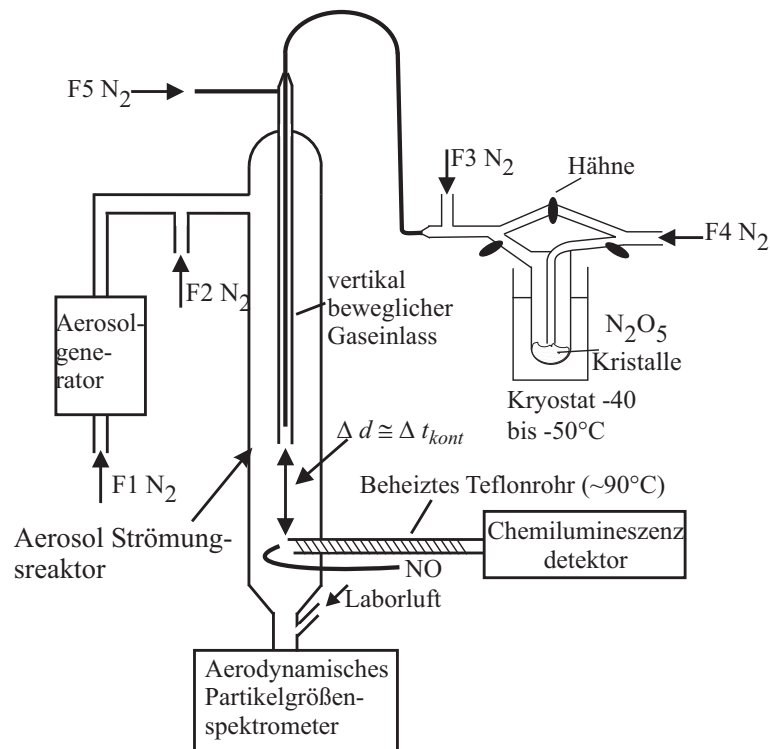 F5 N2
F3 N2
Hähne
F4 N2
F2 N2
vertikal
beweglicher
Gaseinlass
Aerosol-
gene-
rator
N2O5
Kristalle
Kryostat -40
bis -50°C
Δ d ≅ Δ tkont
F1 N2
Beheiztes Teflonrohr (~90°C)
Aerosol Strömung-
sreaktor
Chemilumineszenz
detektor
NO
Laborluft
Aerodynamisches
Partikelgrößen-
spektrometer